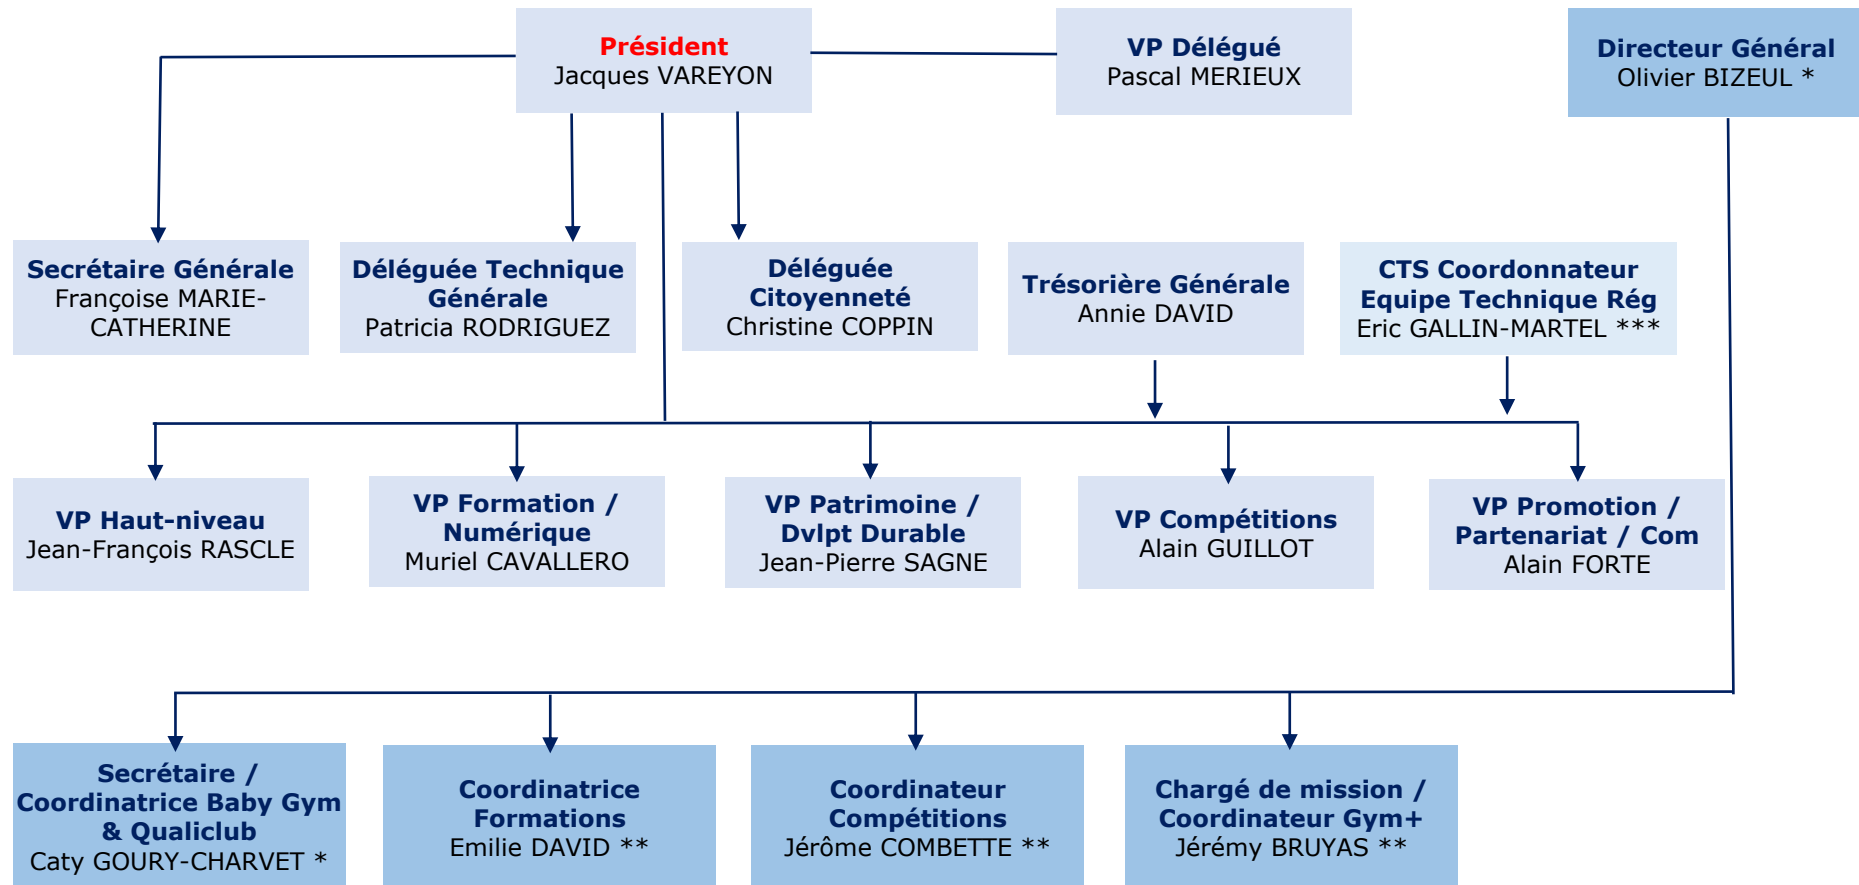 Président
Jacques VAREYON
VP Délégué
Pascal MERIEUX
Directeur Général
Olivier BIZEUL *
Secrétaire Générale
Françoise MARIE-
CATHERINE
Déléguée Technique
Générale
Patricia RODRIGUEZ
Déléguée
Citoyenneté
Christine COPPIN
Trésorière Générale
Annie DAVID
CTS Coordonnateur
Equipe Technique Rég
Eric GALLIN-MARTEL ***
VP Haut-niveau
Jean-François RASCLE
VP Formation /
Numérique
Muriel CAVALLERO
VP Patrimoine /
Dvlpt Durable
Jean-Pierre SAGNE
VP Compétitions
Alain GUILLOT
VP Promotion /
Partenariat / Com
Alain FORTE
Secrétaire /
Coordinatrice Baby Gym
& Qualiclub
Caty GOURY-CHARVET *
Coordinatrice
Formations
Emilie DAVID **
Coordinateur
Compétitions
Jérôme COMBETTE **
Chargé de mission /
Coordinateur Gym+
Jérémy BRUYAS **